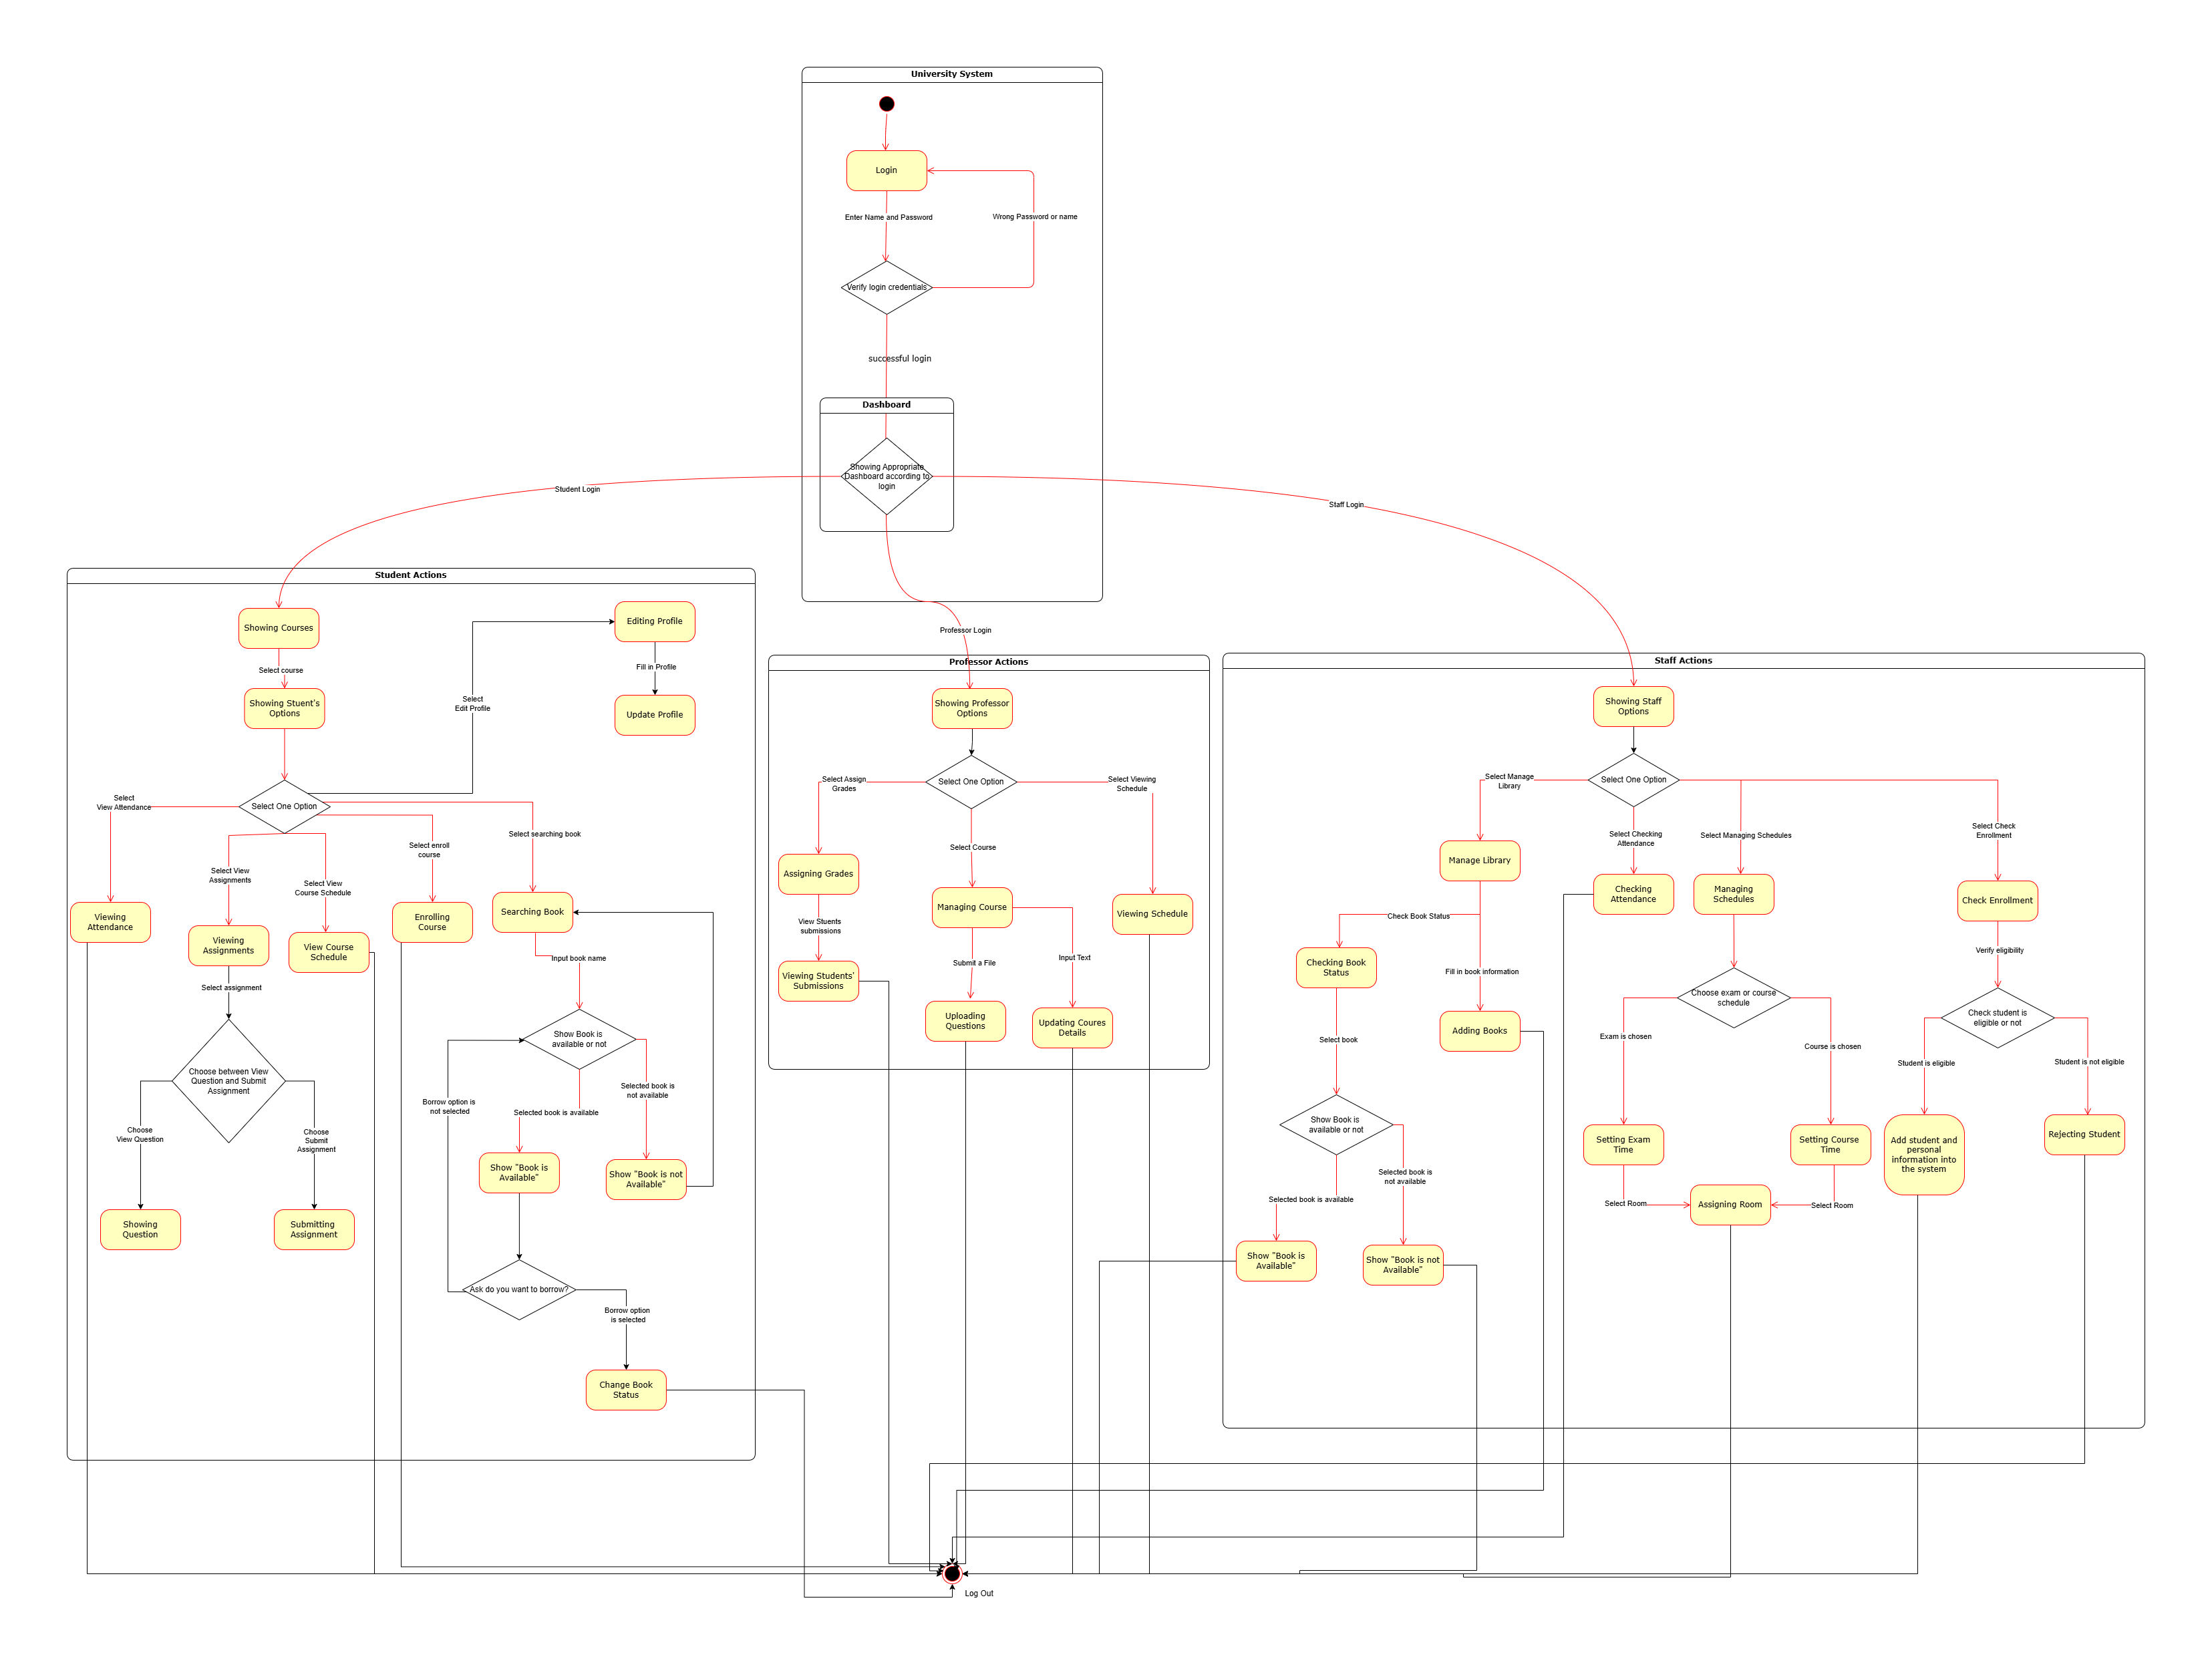 University System
Login
Enter Name and Password
Wrong Password or name
Verify login credentials
successful login
Dashboard
Showing Appropriate
Dashboard according to
login
Student Login
Staff Login
Professor Login
Student Actions
Showing Courses
Select course
Showing Stuent's
Options
Select One Option
Select
Edit Profile
Editing Profile
Fill in Profile
Update Profile
Select
View Attendance
Select View
Assignments
Select View
Course Schedule
Select enroll
course
Select searching book
Viewing
Attendance
Viewing
Assignments
View Course
Schedule
Enrolling
Course
Searching Book
Select assignment
Input book name
Choose between View
Question and Submit
Assignment
Choose
View Question
Choose
Submit
Assignment
Showing
Question
Submitting
Assignment
Show Book is
available or not
Borrow option is
not selected
Selected book is available
Selected book is
not available
Show "Book is
Available"
Show "Book is not
Available"
Ask do you want to borrow?
Borrow option
is selected
Change Book
Status
Professor Actions
Showing Professor
Options
Select One Option
Select Assign
Grades
Select Course
Select Viewing
Schedule
Assigning Grades
Managing Course
Viewing Schedule
View Stuents
submissions
Submit a File
Input Text
Viewing Students'
Submissions
Uploading
Questions
Updating Coures
Details
Staff Actions
Showing Staff
Options
Select One Option
Select Manage
Library
Select Checking
Attendance
Select Managing Schedules
Select Check
Enrollment
Manage Library
Checking
Attendance
Managing
Schedules
Check Enrollment
Check Book Status
Fill in book information
Verify eligibility
Checking Book
Status
Adding Books
Choose exam or course
schedule
Check student is
eligible or not
Select book
Exam is chosen
Course is chosen
Student is eligible
Student is not eligible
Show Book is
available or not
Setting Exam
Time
Setting Course
Time
Add student and
personal
information into
the system
Rejecting Student
Selected book is available
Selected book is
not available
Select Room
Assigning Room
Select Room
Show "Book is
Available"
Show "Book is not
Available"
Log Out